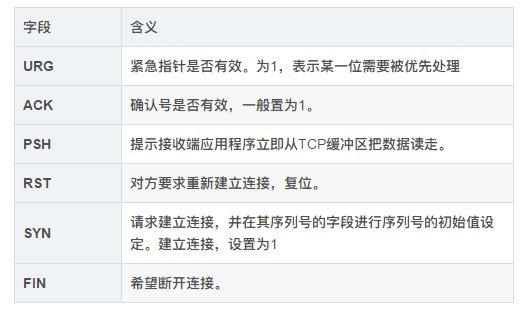 字段 含义
URG 紧急指针是否有效。为1，表示某一位需要被优先处理
ACK 确认号是否有效，一般置为1。
PSH 提示接收端应用程序立即从TCP缓冲区把数据读走。
RST 对方要求重新建立连接，复位。
SYN 请求建立连接，并在其序列号的字段进行序列号的初始值设
定。建立连接，设置为1
FIN 希望断开连接。